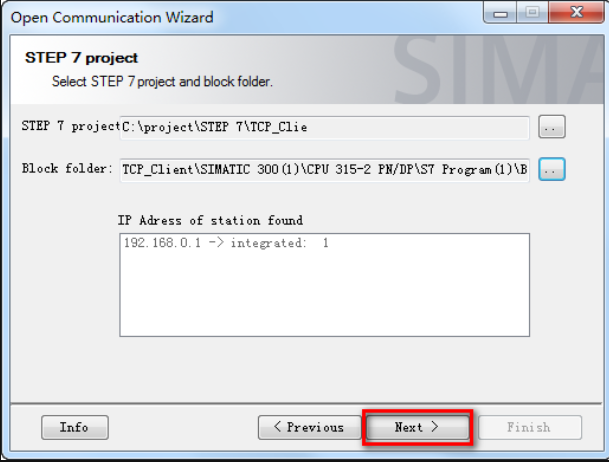 Open Communication Wizard
STEP 7 project
Select STEP 7 project and block folder.
SIMA
STEP 7 project C:\project\STEP 7\TCP_Clie
..
Block folder: TCP_Client\SIMATIC 300(1)\CPU 315-2 PN/DP\S7 Program(1)\B
..
IP Adress of station found
192.168.0.1 -> integrated: 1
Info
< Previous
Next >
Finish